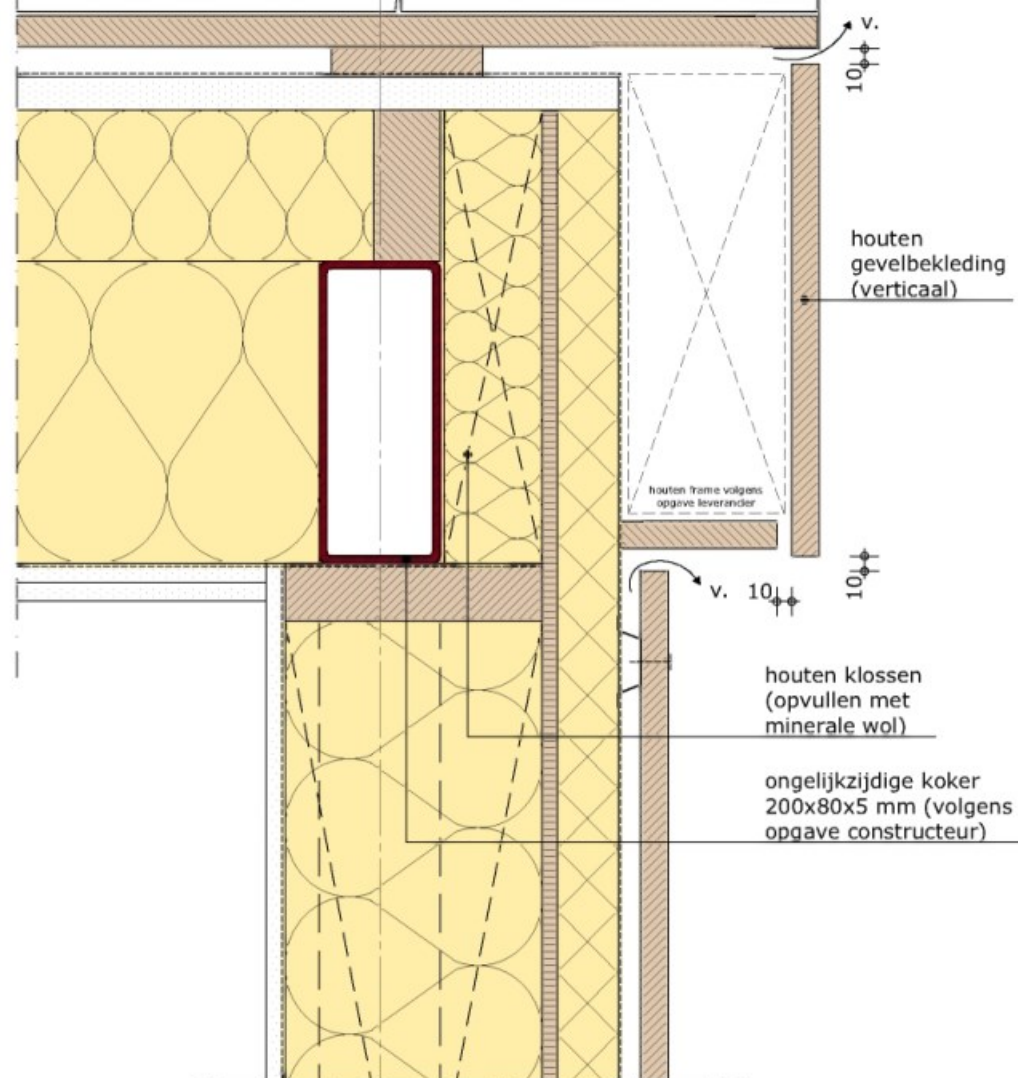 v.
10
houten
gevelbekleding
(verticaal)
houten frame volgens
opgave leverancier
v.
10
10
houten klossen
(opvullen met
minerale wol)
ongelijkzijdige koker
200x80x5 mm (volgens
opgave constructeur)